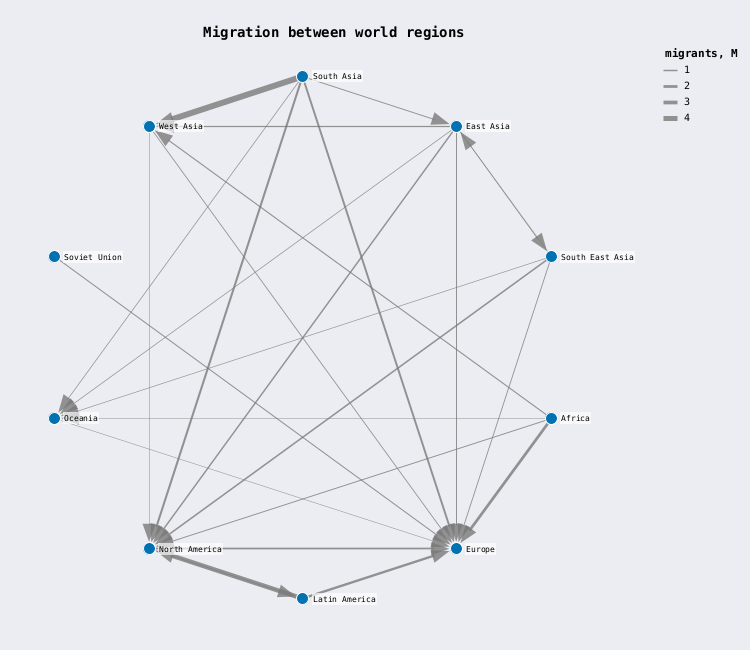 Migration between world regions
migrants, M
1
2
3
4
South Asia
West Asia
East Asia
Soviet Union
South East Asia
Oceania
Africa
North America
Europe
Latin America